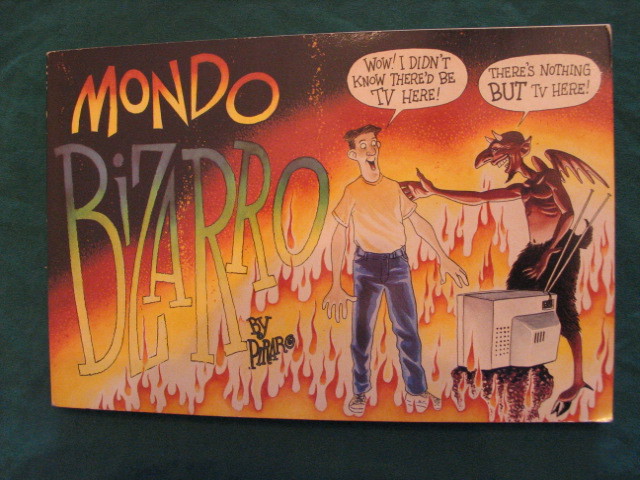 MONDO
BIZARRO
BY
PIRARO
WOW! I DIDN'T
KNOW THERE'D BE
TV HERE!
THERE'S NOTHING
BUT TV HERE!